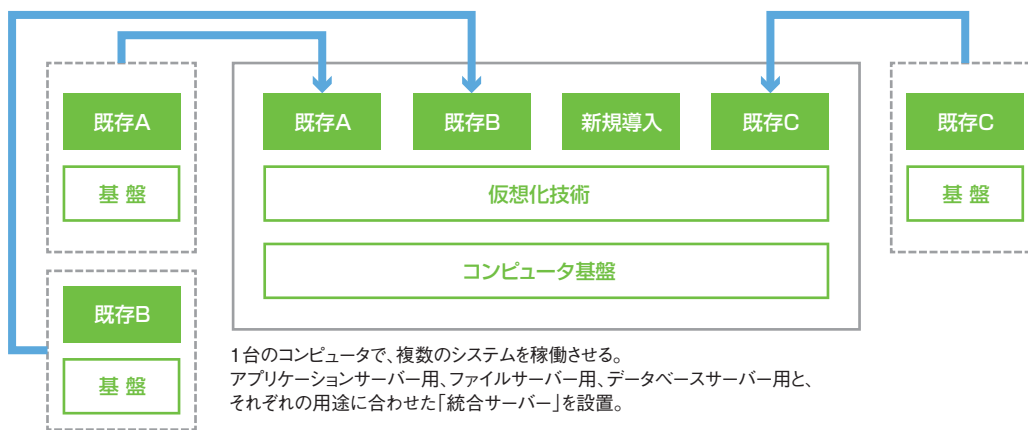 既存A
基 盤
既存B
基 盤
既存A
既存B
新規導入
既存C
仮想化技術
コンピュータ基盤
既存C
基 盤
1台のコンピュータで、複数のシステムを稼働させる。
アプリケーションサーバー用、ファイルサーバー用、データベースサーバー用と、
それぞれの用途に合わせた「統合サーバー」を設置。